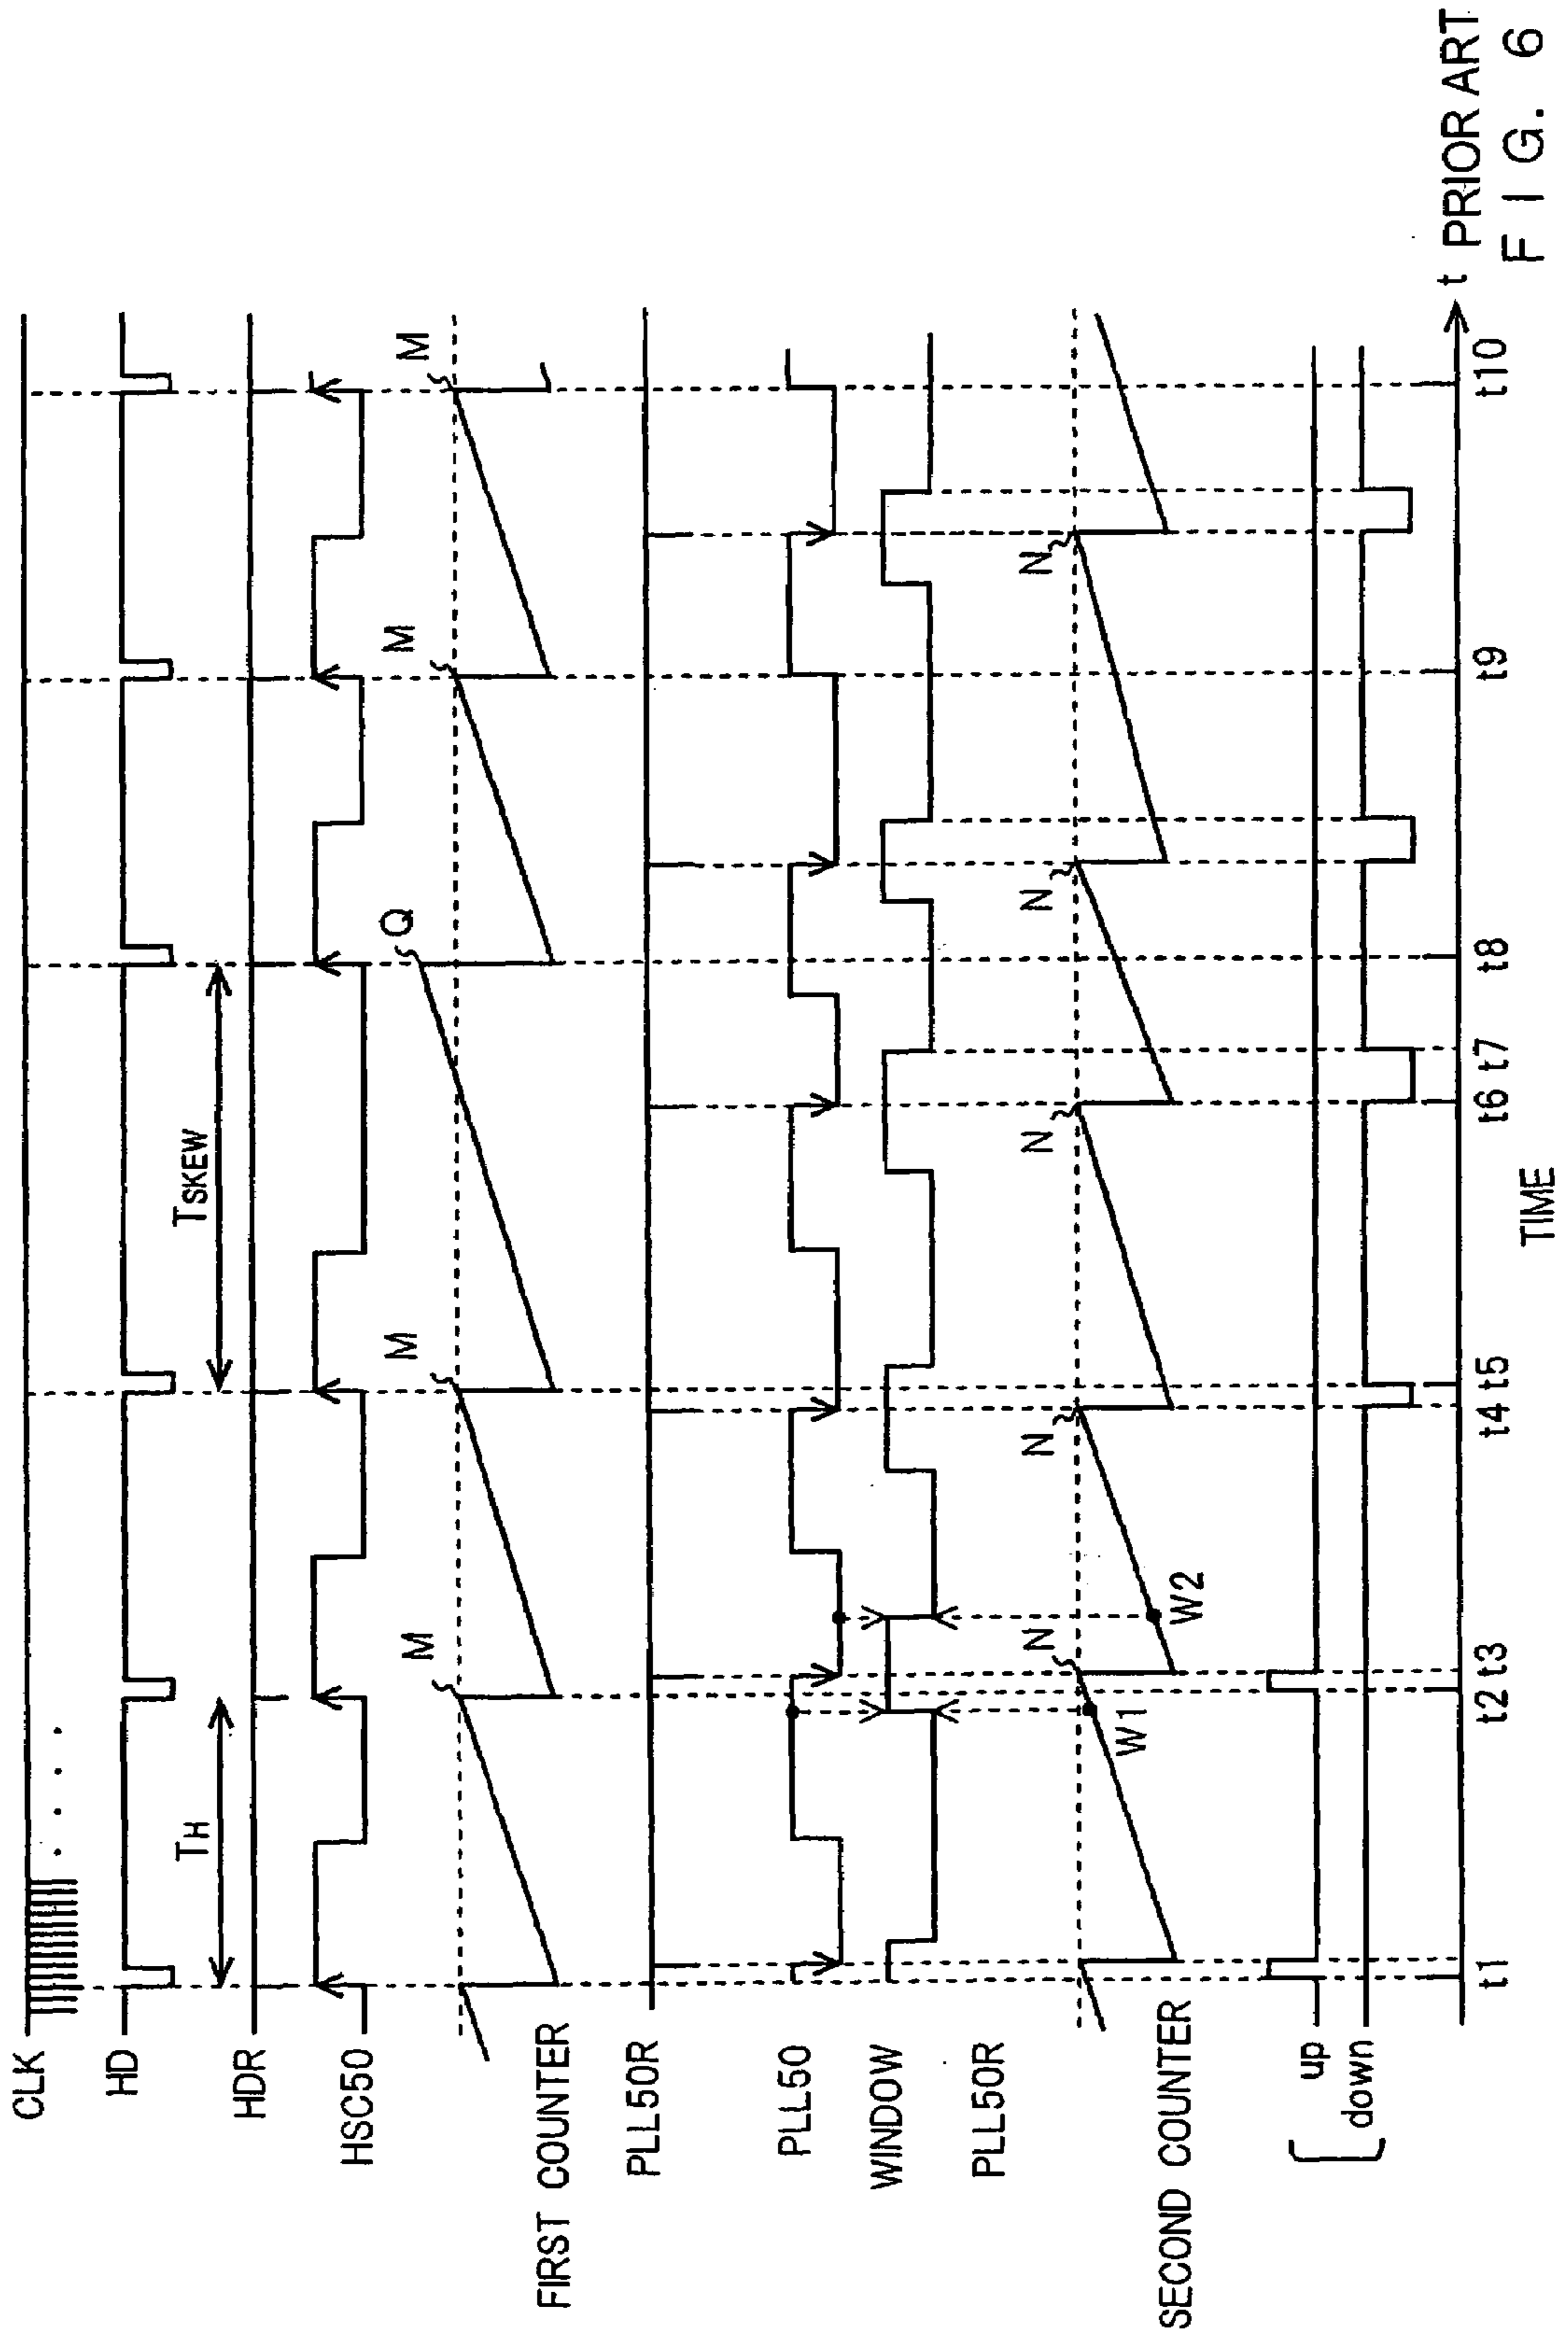 CLK
HD
TH
TSKEW
HDR
HSC50
M
M
Q
M
M
FIRST COUNTER
PLL50R
PLL50
WINDOW
PLL50R
W1
N
W2
N
N
N
N
SECOND COUNTER
up
down
t1
t2
t3
t4
t5
t6
t7
t8
t9
t10
t
TIME
PRIOR ART
FIG. 6